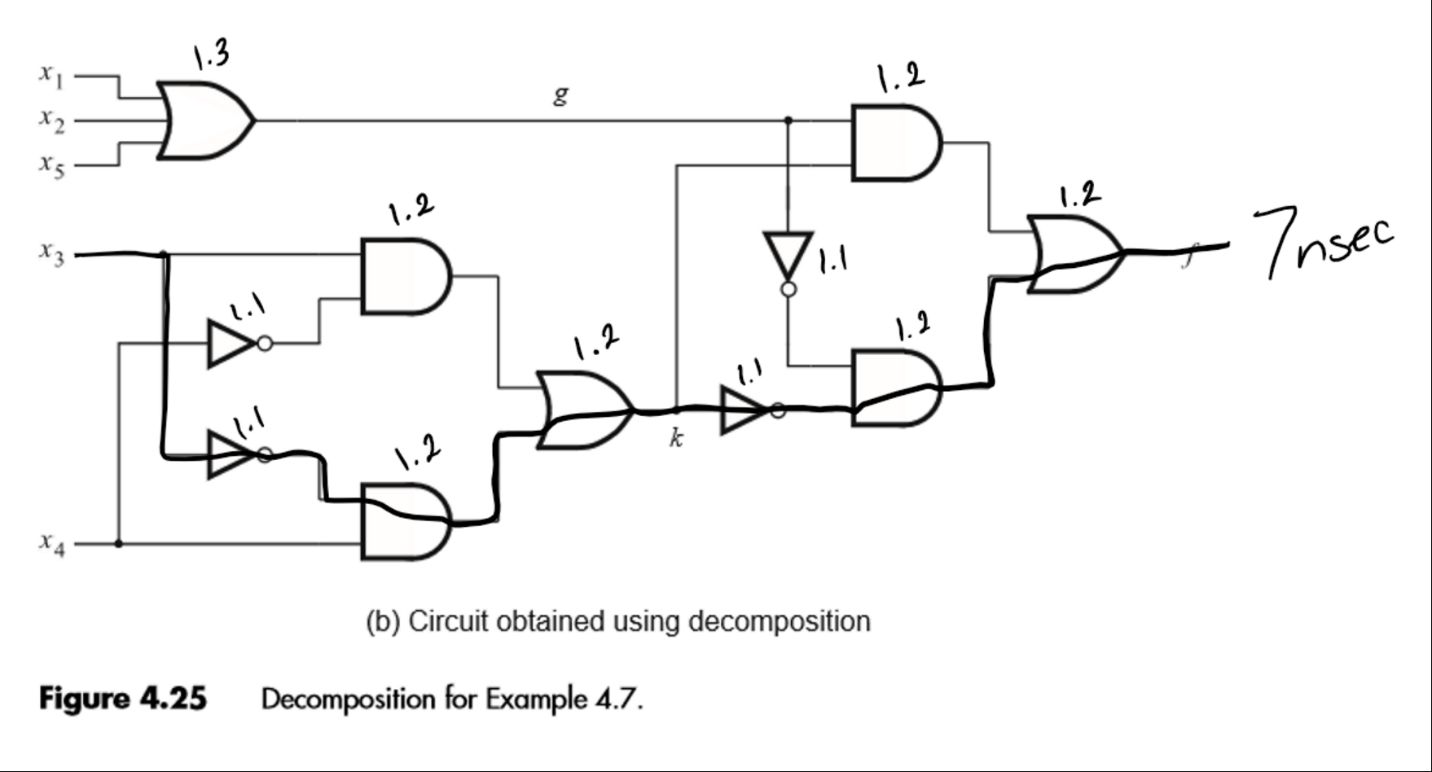 1.3
x1
x2
x5
g
1.2
1.2
x3
1.1
1.1
1.2
f
7nsec
1.1
1.2
1.2
1.1
1.2
k
x4
(b) Circuit obtained using decomposition
Figure 4.25 Decomposition for Example 4.7.